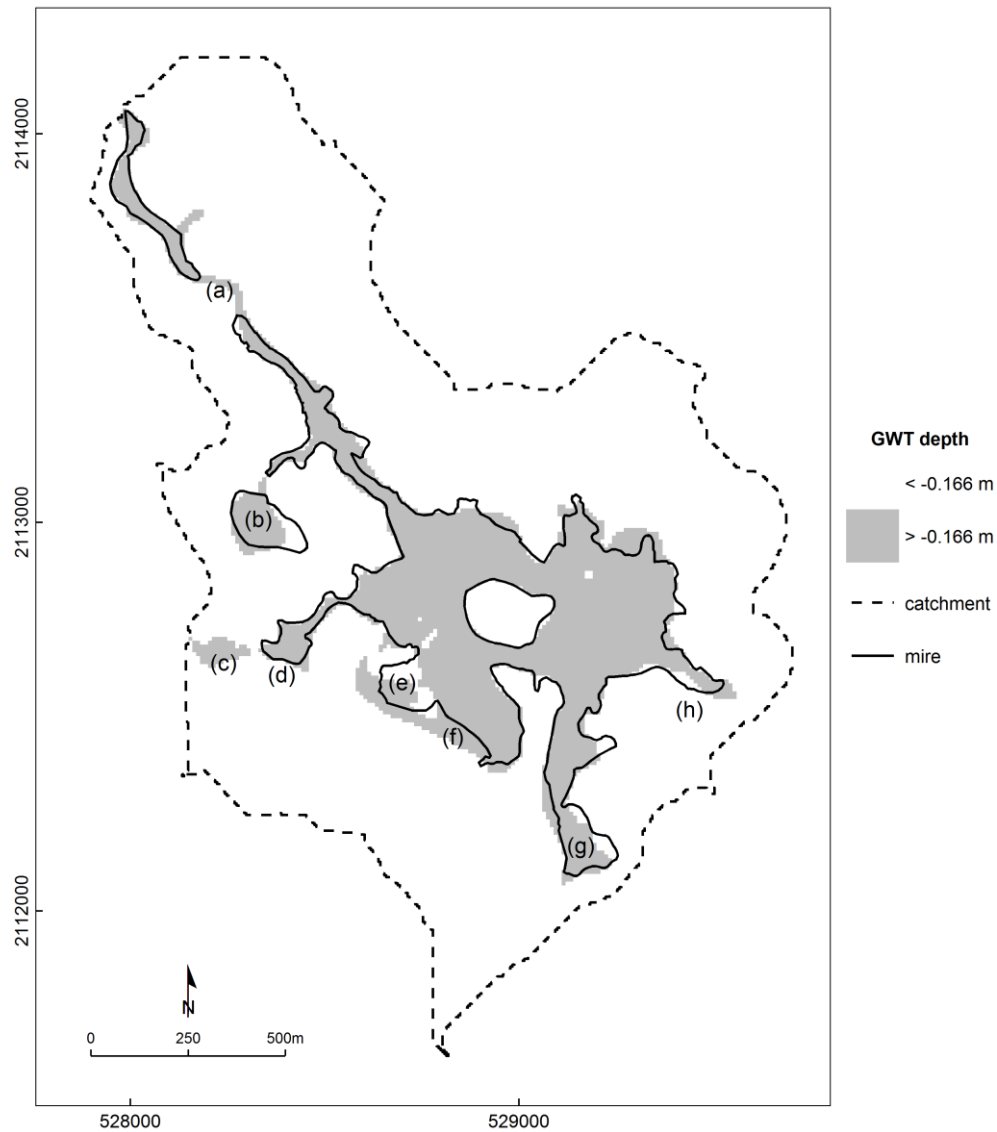 2114000
(a)
(b)
2113000
(c)
(d)
(e)
(f)
(h)
(g)
2112000
N
0 250 500m
528000 529000
GWT depth
< -0.166 m
> -0.166 m
catchment
mire